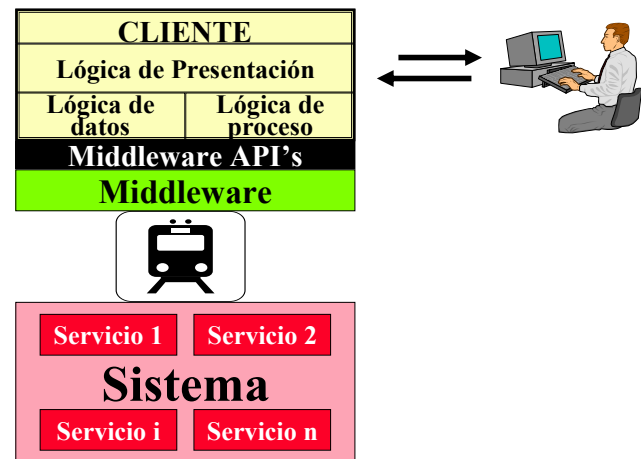 CLIENTE
Lógica de Presentación
Lógica de datos
Lógica de proceso
Middleware API's
Middleware
Servicio 1
Servicio 2
Sistema
Servicio i
Servicio n